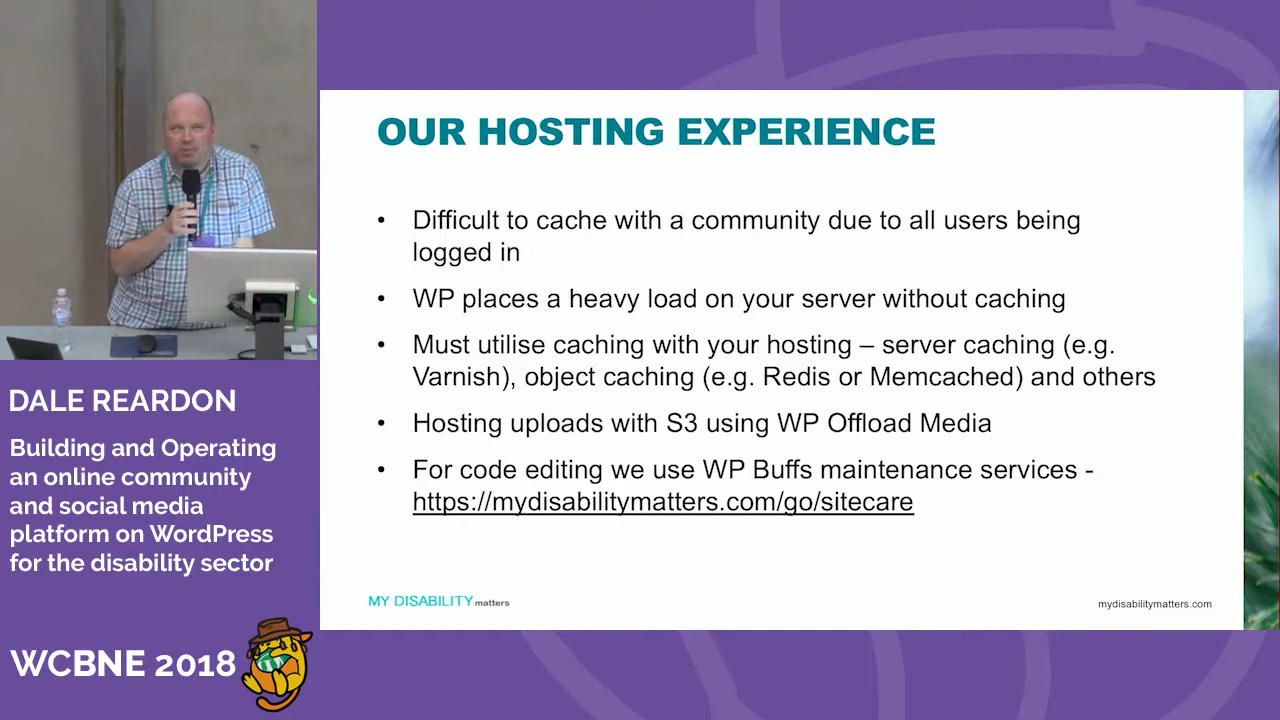 OUR HOSTING EXPERIENCE
• Difficult to cache with a community due to all users being
logged in
• WP places a heavy load on your server without caching
• Must utilise caching with your hosting – server caching (e.g.
Varnish), object caching (e.g. Redis or Memcached) and others
• Hosting uploads with S3 using WP Offload Media
• For code editing we use WP Buffs maintenance services -
https://mydisabilitymatters.com/go/sitecare
MY DISABILITY matters
mydisabilitymatters.com
DALE REARDON
Building and Operating
an online community
and social media
platform on WordPress
for the disability sector
WCBNE 2018